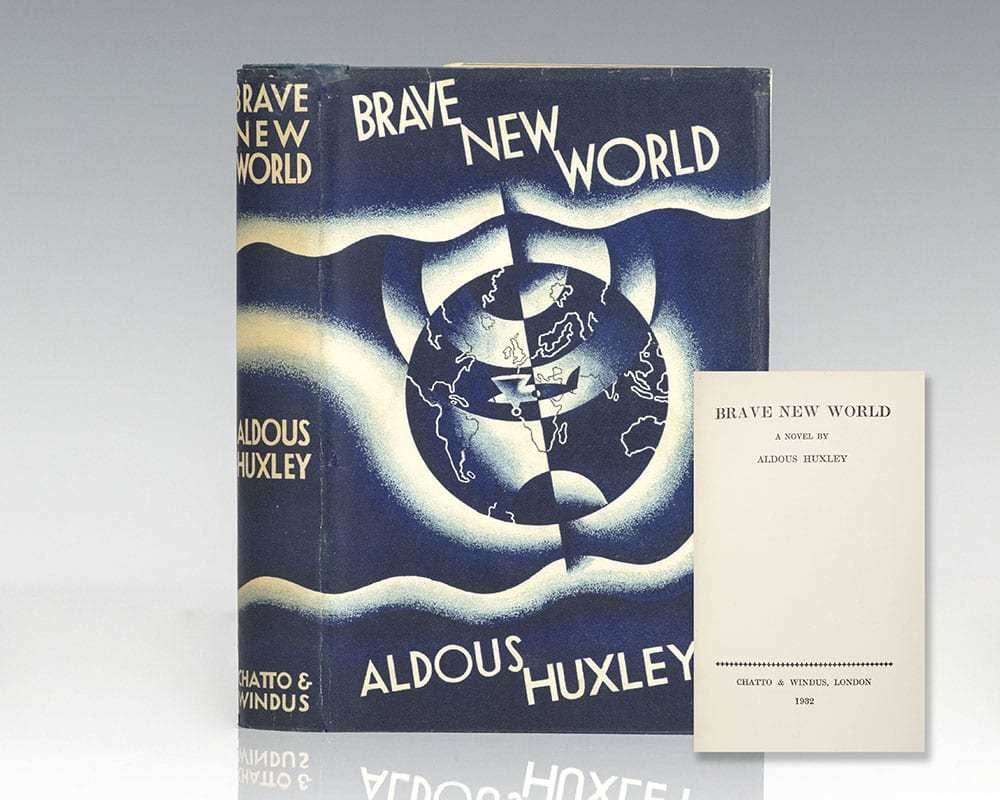 BRAVE
NEW
WORLD
ALDOUS
HUXLEY
CHATTO &
WINDUS
BRAVE
NEW
WORLD
ALDOUS
HUXLEY
BRAVE NEW WORLD
A NOVEL BY
ALDOUS HUXLEY
CHATTO & WINDUS, LONDON
1932